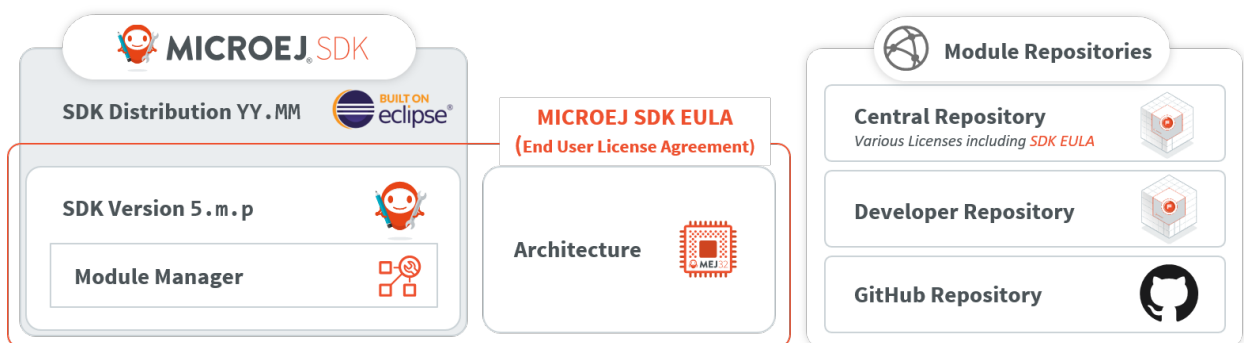 MICROEJ® SDK
SDK Distribution YY.MM
BUILT ON
eclipse®
SDK Version 5.m.p
Module Manager
MICROEJ SDK EULA
(End User License Agreement)
Architecture
MEJ32
Module Repositories
Central Repository
Various Licenses including SDK EULA
Developer Repository
GitHub Repository